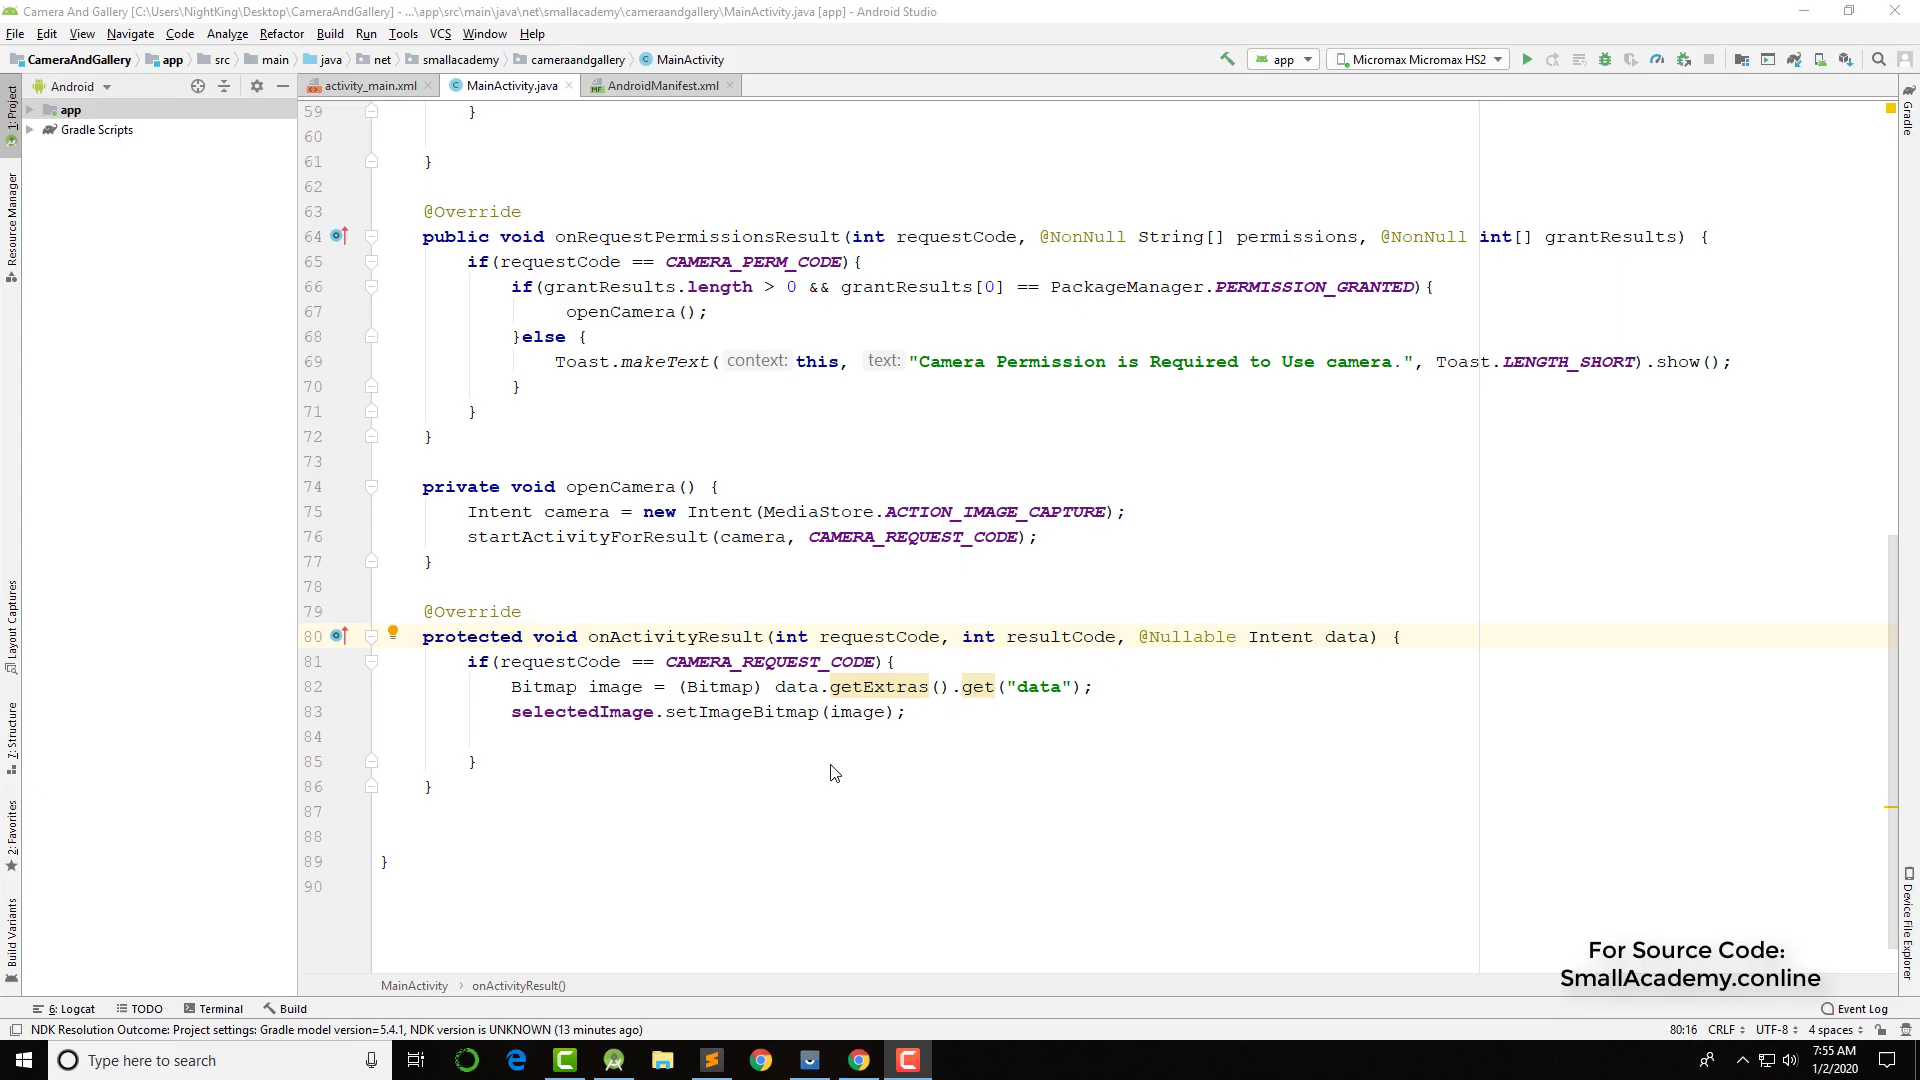 Camera And Gallery [C:\Users\NightKing\Desktop\CameraAndGallery] - ...\app\src\main\java\net\smallacademy\cameraandgallery\MainActivity.java [app] - Android Studio
File Edit View Navigate Code Analyze Refactor Build Run Tools VCS Window Help
CameraAndGallery app src main java net smallacademy cameraandgallery MainActivity app Micromax Micromax HS2
Android activity_main.xml MainActivity.java AndroidManifest.xml
app
Gradle Scripts
1: Project
Resource Manager
Layout Captures
7: Structure
2: Favorites
Build Variants
59 }
60
61 }
62
63 @Override
64 public void onRequestPermissionsResult(int requestCode, @NonNull String[] permissions, @NonNull int[] grantResults) {
65 if(requestCode == CAMERA_PERM_CODE){
66 if(grantResults.length > 0 && grantResults[0] == PackageManager.PERMISSION_GRANTED){
67 openCamera();
68 }else {
69 Toast.makeText( context: this, text: "Camera Permission is Required to Use camera.", Toast.LENGTH_SHORT).show();
70 }
71 }
72 }
73
74 private void openCamera() {
75 Intent camera = new Intent(MediaStore.ACTION_IMAGE_CAPTURE);
76 startActivityForResult(camera, CAMERA_REQUEST_CODE);
77 }
78
79 @Override
80 protected void onActivityResult(int requestCode, int resultCode, @Nullable Intent data) {
81 if(requestCode == CAMERA_REQUEST_CODE){
82 Bitmap image = (Bitmap) data.getExtras().get("data");
83 selectedImage.setImageBitmap(image);
84
85 }
86 }
87
88
89 }
90
Gradle
Device File Explorer
For Source Code:
SmallAcademy.conline
MainActivity › onActivityResult()
6: Logcat TODO Terminal Build Event Log
NDK Resolution Outcome: Project settings: Gradle model version=5.4.1, NDK version is UNKNOWN (13 minutes ago) 80:16 CRLF UTF-8 4 spaces
Type here to search
7:55 AM
1/2/2020